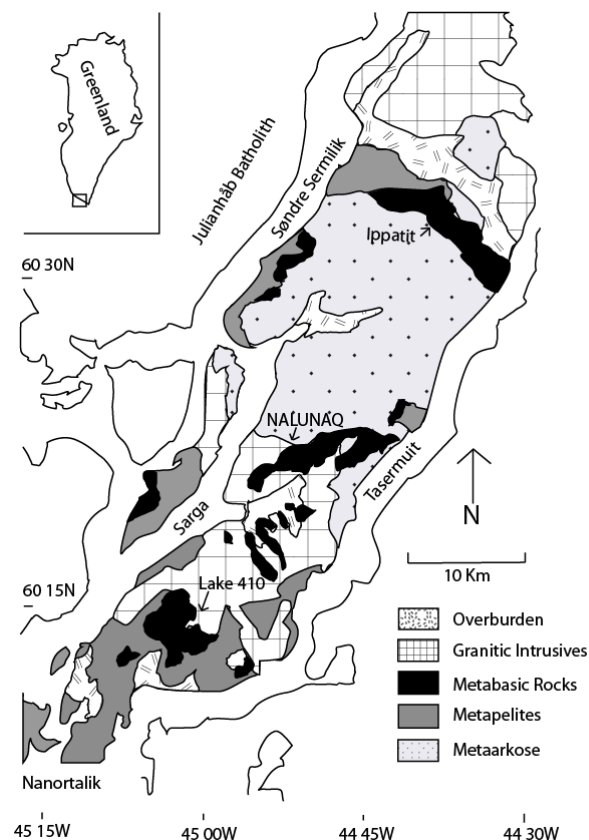 Greenland
Julianhåb Batholith
Søndre Sermilik
Ippatit
60 30N
NALUNAQ
Tasermuit
Sarga
N
10 Km
60 15N
Lake 410
Overburden
Granitic Intrusives
Metabasic Rocks
Metapelites
Metaarkose
Nanortalik
45 15W
45 00W
44 45W
44 30W